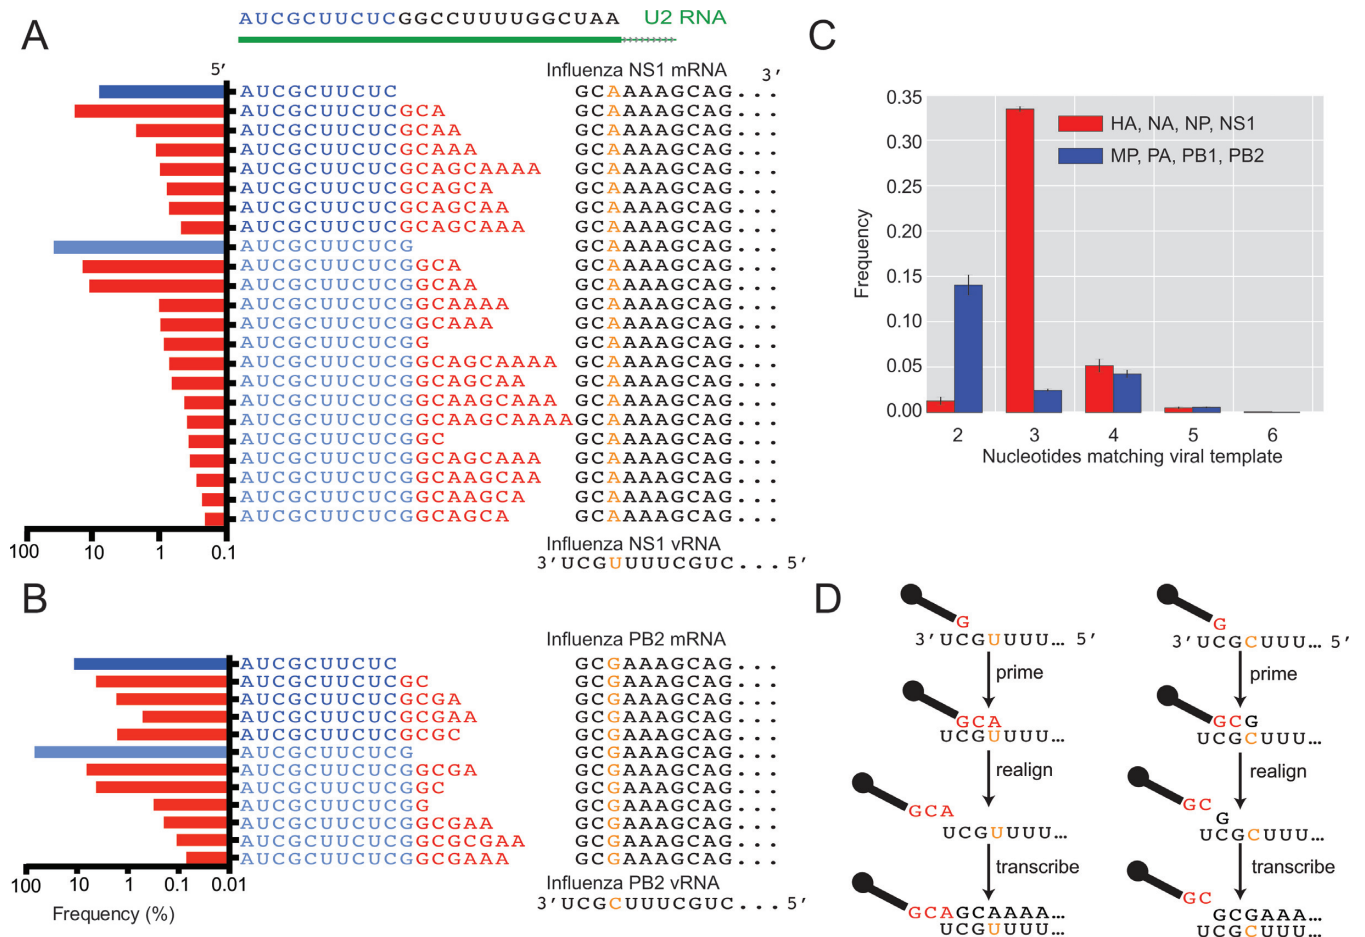 A
AUCGCUUCUCGGCCUUUUGGCUAA U2 RNA
5′ Influenza NS1 mRNA 3′
AUCGCUUCUC GCAAAAGCAG...
AUCGCUUCUCGCA GCAAAAGCAG...
AUCGCUUCUCGCAA GCAAAAGCAG...
AUCGCUUCUCGCAAA GCAAAAGCAG...
AUCGCUUCUCGCAGCAAAA GCAAAAGCAG...
AUCGCUUCUCGCAGCA GCAAAAGCAG...
AUCGCUUCUCGCAGCAA GCAAAAGCAG...
AUCGCUUCUCGCAGCAAA GCAAAAGCAG...
AUCGCUUCUCG GCAAAAGCAG...
AUCGCUUCUCGGCA GCAAAAGCAG...
AUCGCUUCUCGGCAA GCAAAAGCAG...
AUCGCUUCUCGGCAAAA GCAAAAGCAG...
AUCGCUUCUCGGCAAA GCAAAAGCAG...
AUCGCUUCUCGG GCAAAAGCAG...
AUCGCUUCUCGGCAGCAAAA GCAAAAGCAG...
AUCGCUUCUCGGCAGCAA GCAAAAGCAG...
AUCGCUUCUCGGCAAGCAAA GCAAAAGCAG...
AUCGCUUCUCGGCAAGCAAAAGCAAAAGCAG...
AUCGCUUCUCGGC GCAAAAGCAG...
AUCGCUUCUCGGCAGCAAA GCAAAAGCAG...
AUCGCUUCUCGGCAAGCAA GCAAAAGCAG...
AUCGCUUCUCGGCAAGCA GCAAAAGCAG...
AUCGCUUCUCGGCAGCA GCAAAAGCAG...
100 10 1 0.1
Influenza NS1 vRNA
3′UCGUUUUCGUC...5′
B
Influenza PB2 mRNA
AUCGCUUCUC GCGAAAGCAG...
AUCGCUUCUCGC GCGAAAGCAG...
AUCGCUUCUCGCGA GCGAAAGCAG...
AUCGCUUCUCGCGAA GCGAAAGCAG...
AUCGCUUCUCGCGC GCGAAAGCAG...
AUCGCUUCUCG GCGAAAGCAG...
AUCGCUUCUCGGCGA GCGAAAGCAG...
AUCGCUUCUCGGC GCGAAAGCAG...
AUCGCUUCUCGG GCGAAAGCAG...
AUCGCUUCUCGGCGAA GCGAAAGCAG...
AUCGCUUCUCGGCGCGAA GCGAAAGCAG...
AUCGCUUCUCGGCGAAA GCGAAAGCAG...
100 10 1 0.1 0.01
Frequency (%)
Influenza PB2 vRNA
3′UCGCUUUCGUC...5′
C
0.35
0.30
0.25
0.20
0.15
0.10
0.05
0.00
Frequency
HA, NA, NP, NS1
MP, PA, PB1, PB2
2 3 4 5 6
Nucleotides matching viral template
D
G
3′UCGUUUU... 5′
prime
GCA
UCGUUUU...
realign
GCA
UCGUUUU...
transcribe
GCAGCAAAA...
UCGUUUU...
G
3′UCGCUUU... 5′
prime
GCG
UCGCUUU...
realign
GC
G
UCGCUUU...
transcribe
GC
GCGAAA...
UCGCUUU...